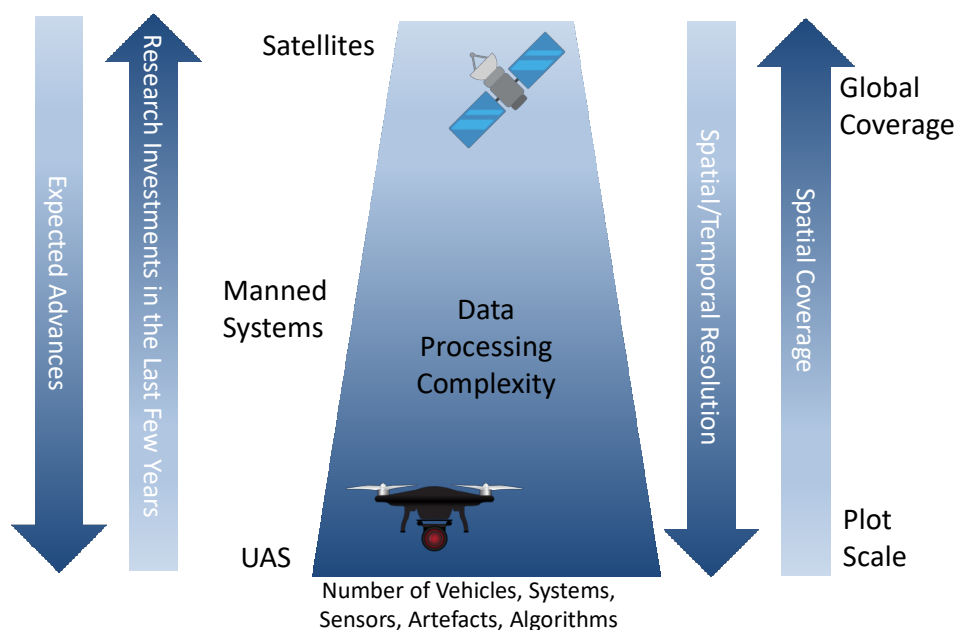 Expected Advances
Research Investments in the Last Few Years
Satellites
Manned
Systems
UAS
Data
Processing
Complexity
Number of Vehicles, Systems,
Sensors, Artefacts, Algorithms
Spatial/Temporal Resolution
Spatial Coverage
Global
Coverage
Plot
Scale